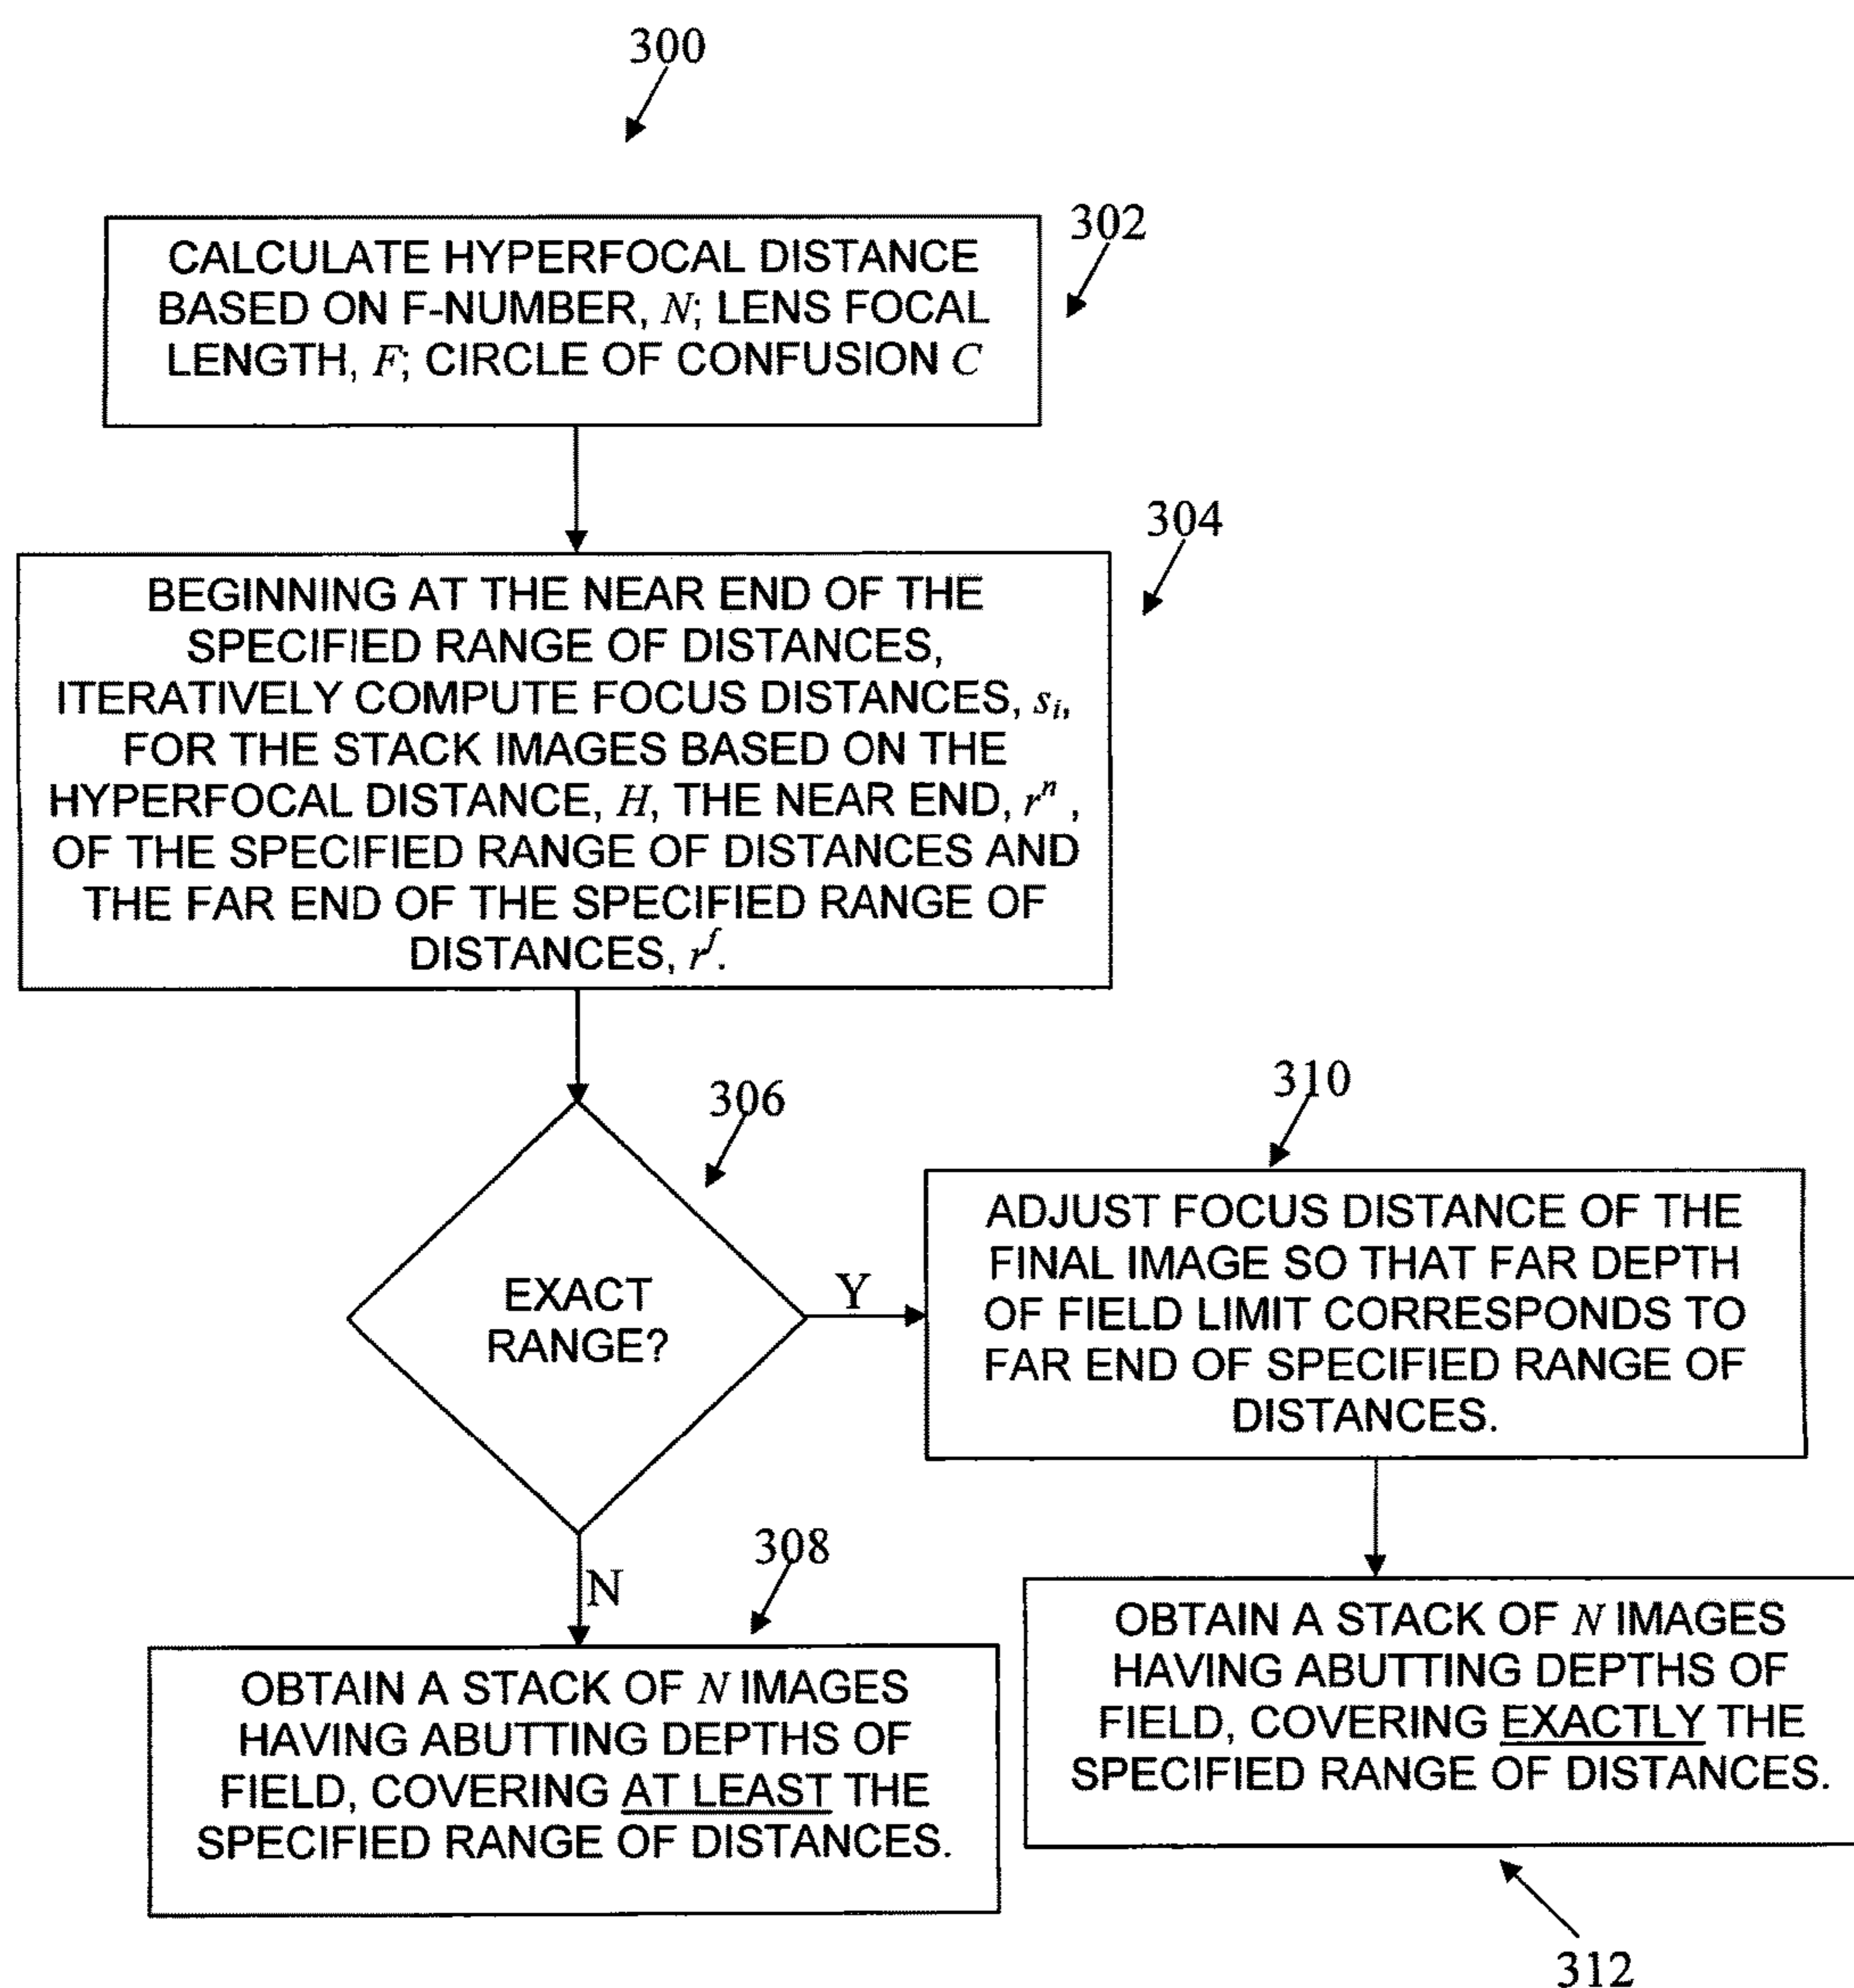 300
302
CALCULATE HYPERFOCAL DISTANCE
BASED ON F-NUMBER, N; LENS FOCAL
LENGTH, F; CIRCLE OF CONFUSION C
304
BEGINNING AT THE NEAR END OF THE
SPECIFIED RANGE OF DISTANCES,
ITERATIVELY COMPUTE FOCUS DISTANCES, sᵢ,
FOR THE STACK IMAGES BASED ON THE
HYPERFOCAL DISTANCE, H, THE NEAR END, rⁿ,
OF THE SPECIFIED RANGE OF DISTANCES AND
THE FAR END OF THE SPECIFIED RANGE OF
DISTANCES, rᶠ.
306
EXACT
RANGE?
Y
310
ADJUST FOCUS DISTANCE OF THE
FINAL IMAGE SO THAT FAR DEPTH
OF FIELD LIMIT CORRESPONDS TO
FAR END OF SPECIFIED RANGE OF
DISTANCES.
N
308
OBTAIN A STACK OF N IMAGES
HAVING ABUTTING DEPTHS OF
FIELD, COVERING AT LEAST THE
SPECIFIED RANGE OF DISTANCES.
OBTAIN A STACK OF N IMAGES
HAVING ABUTTING DEPTHS OF
FIELD, COVERING EXACTLY THE
SPECIFIED RANGE OF DISTANCES.
312